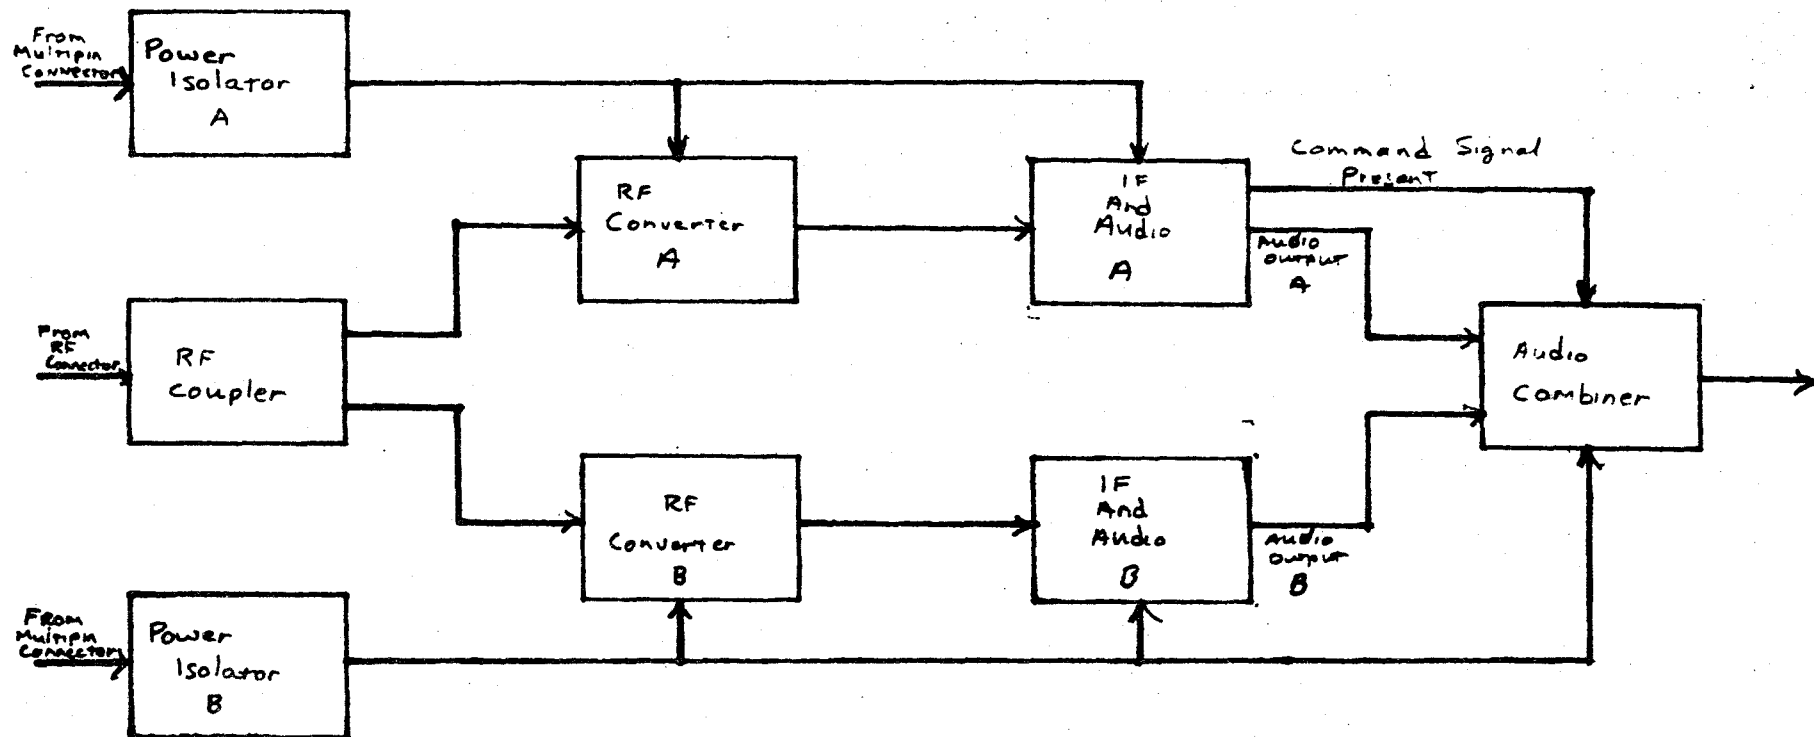 From
Multipin
Connector
Power
Isolator
A
RF
Converter
A
IF
And
Audio
A
Command Signal
Present
Audio
Output
A
From
RF
Connector
RF
Coupler
Audio
Combiner
RF
Converter
B
IF
And
Audio
B
Audio
Output
B
From
Multipin
Connector
Power
Isolator
B